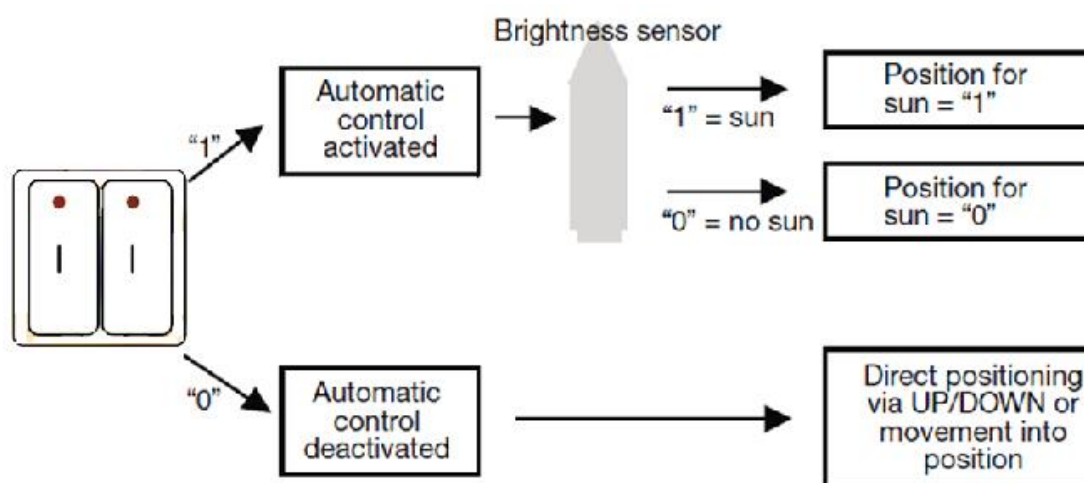 Brightness sensor
“1”
Automatic
control
activated
“1” = sun
Position for
sun = “1”
“0” = no sun
Position for
sun = “0”
“0”
Automatic
control
deactivated
Direct positioning
via UP/DOWN or
movement into
position